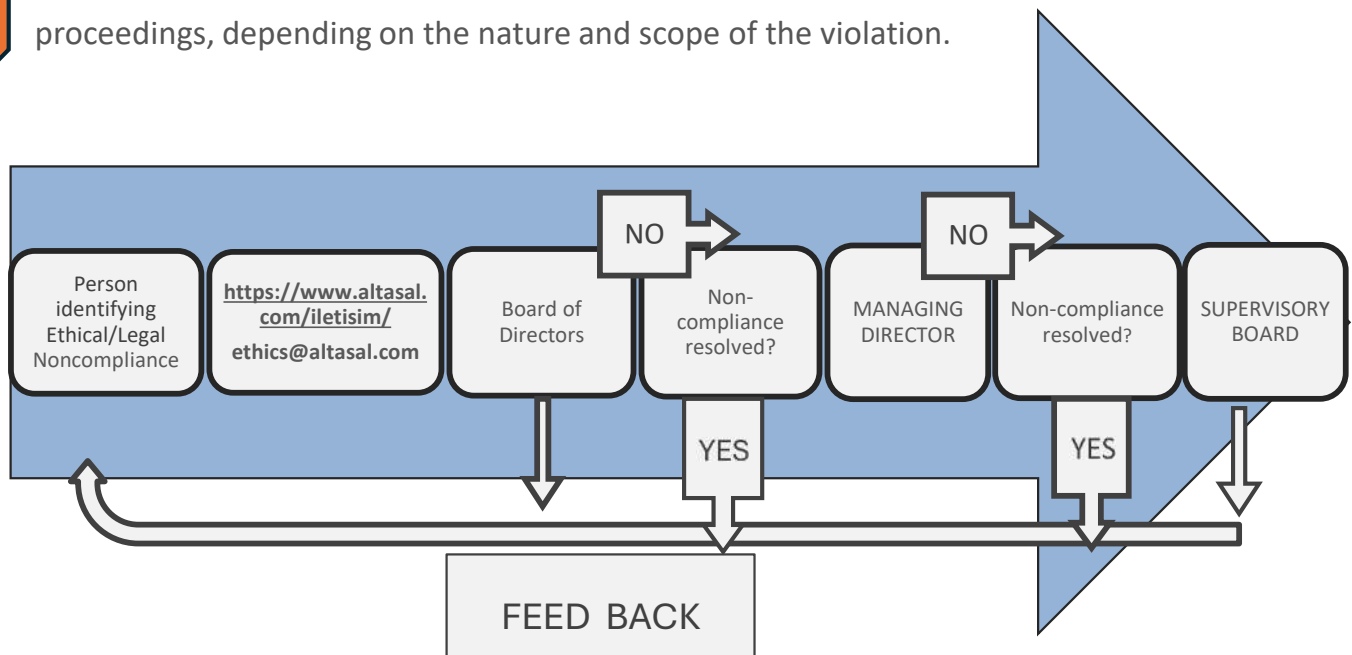 proceedings, depending on the nature and scope of the violation.
NO
NO
Person
identifying
Ethical/Legal
Noncompliance
https://www.altasal.
com/iletisim/
ethics@altasal.com
Board of
Directors
Non-
compliance
resolved?
MANAGING
DIRECTOR
Non-compliance
resolved?
SUPERVISORY
BOARD
YES
YES
FEED BACK